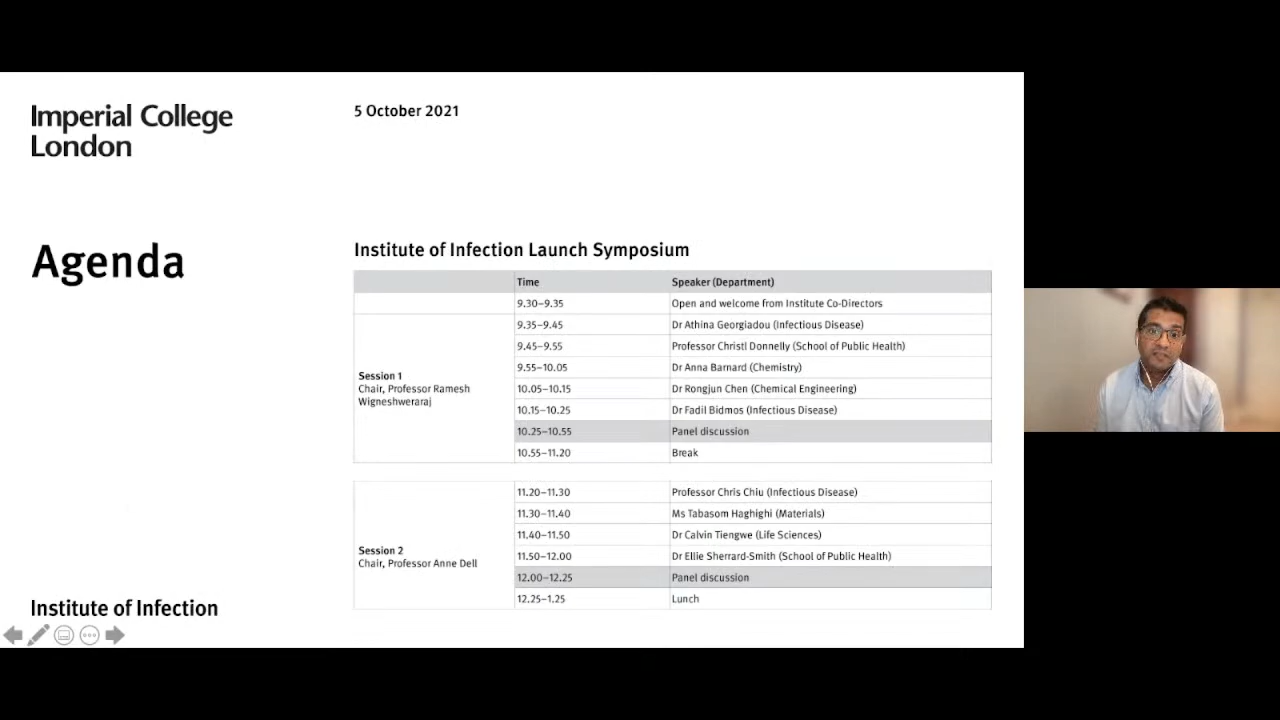 Imperial College
London
5 October 2021
Agenda
Institute of Infection Launch Symposium
Time Speaker (Department)
9.30–9.35 Open and welcome from Institute Co-Directors
Session 1
Chair, Professor Ramesh
Wigneshweraraj
9.35–9.45 Dr Athina Georgiadou (Infectious Disease)
9.45–9.55 Professor Christl Donnelly (School of Public Health)
9.55–10.05 Dr Anna Barnard (Chemistry)
10.05–10.15 Dr Rongjun Chen (Chemical Engineering)
10.15–10.25 Dr Fadil Bidmos (Infectious Disease)
10.25–10.55 Panel discussion
10.55–11.20 Break
Session 2
Chair, Professor Anne Dell
11.20–11.30 Professor Chris Chiu (Infectious Disease)
11.30–11.40 Ms Tabasom Haghighi (Materials)
11.40–11.50 Dr Calvin Tiengwe (Life Sciences)
11.50–12.00 Dr Ellie Sherrard-Smith (School of Public Health)
12.00–12.25 Panel discussion
12.25–1.25 Lunch
Institute of Infection